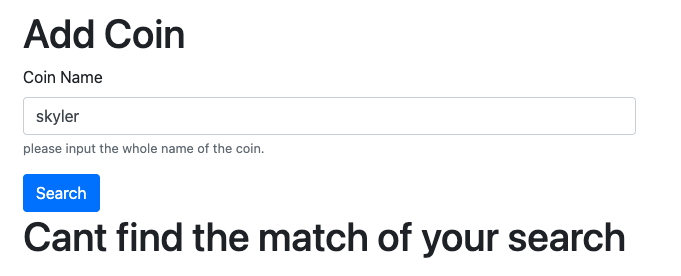 Add Coin
Coin Name
skyler
please input the whole name of the coin.
Search
Cant find the match of your search